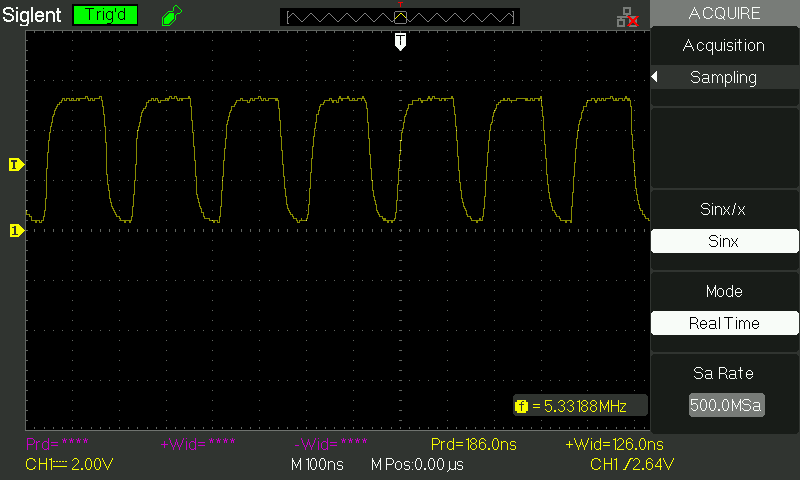 Siglent Trig'd ACQUIRE
T
Acquisition
Sampling
T
1
Sinx/x
Sinx
Mode
Real Time
Sa Rate
500.0MSa
f = 5.33188MHz
Prd=**** +Wid=**** -Wid=**** Prd=186.0ns +Wid=126.0ns
CH1 2.00V M 100ns M Pos:0.00 µs CH1 2.64V